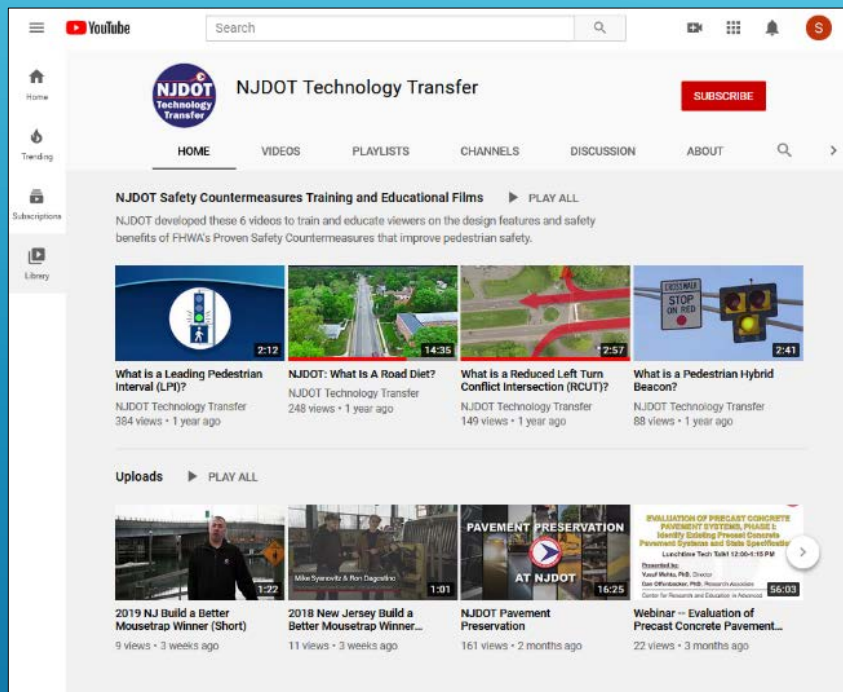 YouTube
Search
S
Home
Trending
Subscriptions
Library
NJDOT
Technology
Transfer
NJDOT Technology Transfer
SUBSCRIBE
HOME VIDEOS PLAYLISTS CHANNELS DISCUSSION ABOUT
NJDOT Safety Countermeasures Training and Educational Films PLAY ALL
NJDOT developed these 6 videos to train and educate viewers on the design features and safety
benefits of FHWA's Proven Safety Countermeasures that improve pedestrian safety.
2:12
What is a Leading Pedestrian
Interval (LPI)?
NJDOT Technology Transfer
384 views • 1 year ago
14:35
NJDOT: What Is A Road Diet?
NJDOT Technology Transfer
248 views • 1 year ago
2:57
What is a Reduced Left Turn
Conflict Intersection (RCUT)?
NJDOT Technology Transfer
149 views • 1 year ago
CROSSWALK
STOP
ON RED
2:41
What is a Pedestrian Hybrid
Beacon?
NJDOT Technology Transfer
88 views • 1 year ago
Uploads PLAY ALL
1:22
2019 NJ Build a Better
Mousetrap Winner (Short)
9 views • 3 weeks ago
Mike Syanovitz & Ron Dagostino
1:01
2018 New Jersey Build a
Better Mousetrap Winner...
11 views • 3 weeks ago
PAVEMENT PRESERVATION
AT NJDOT
16:25
NJDOT Pavement
Preservation
161 views • 2 months ago
EVALUATION OF PRECAST CONCRETE
PAVEMENT SYSTEMS, PHASE I:
Identify Existing Precast Concrete
Pavement Systems and State
Lunchtime Tech Talk! 12:00-1:15 PM
Presented by:
Yusuf Mehta, PhD, Director
PhD, Research Associate
Center for Research and Education in Advanced
56:03
Webinar -- Evaluation of
Precast Concrete Pavement...
22 views • 3 months ago